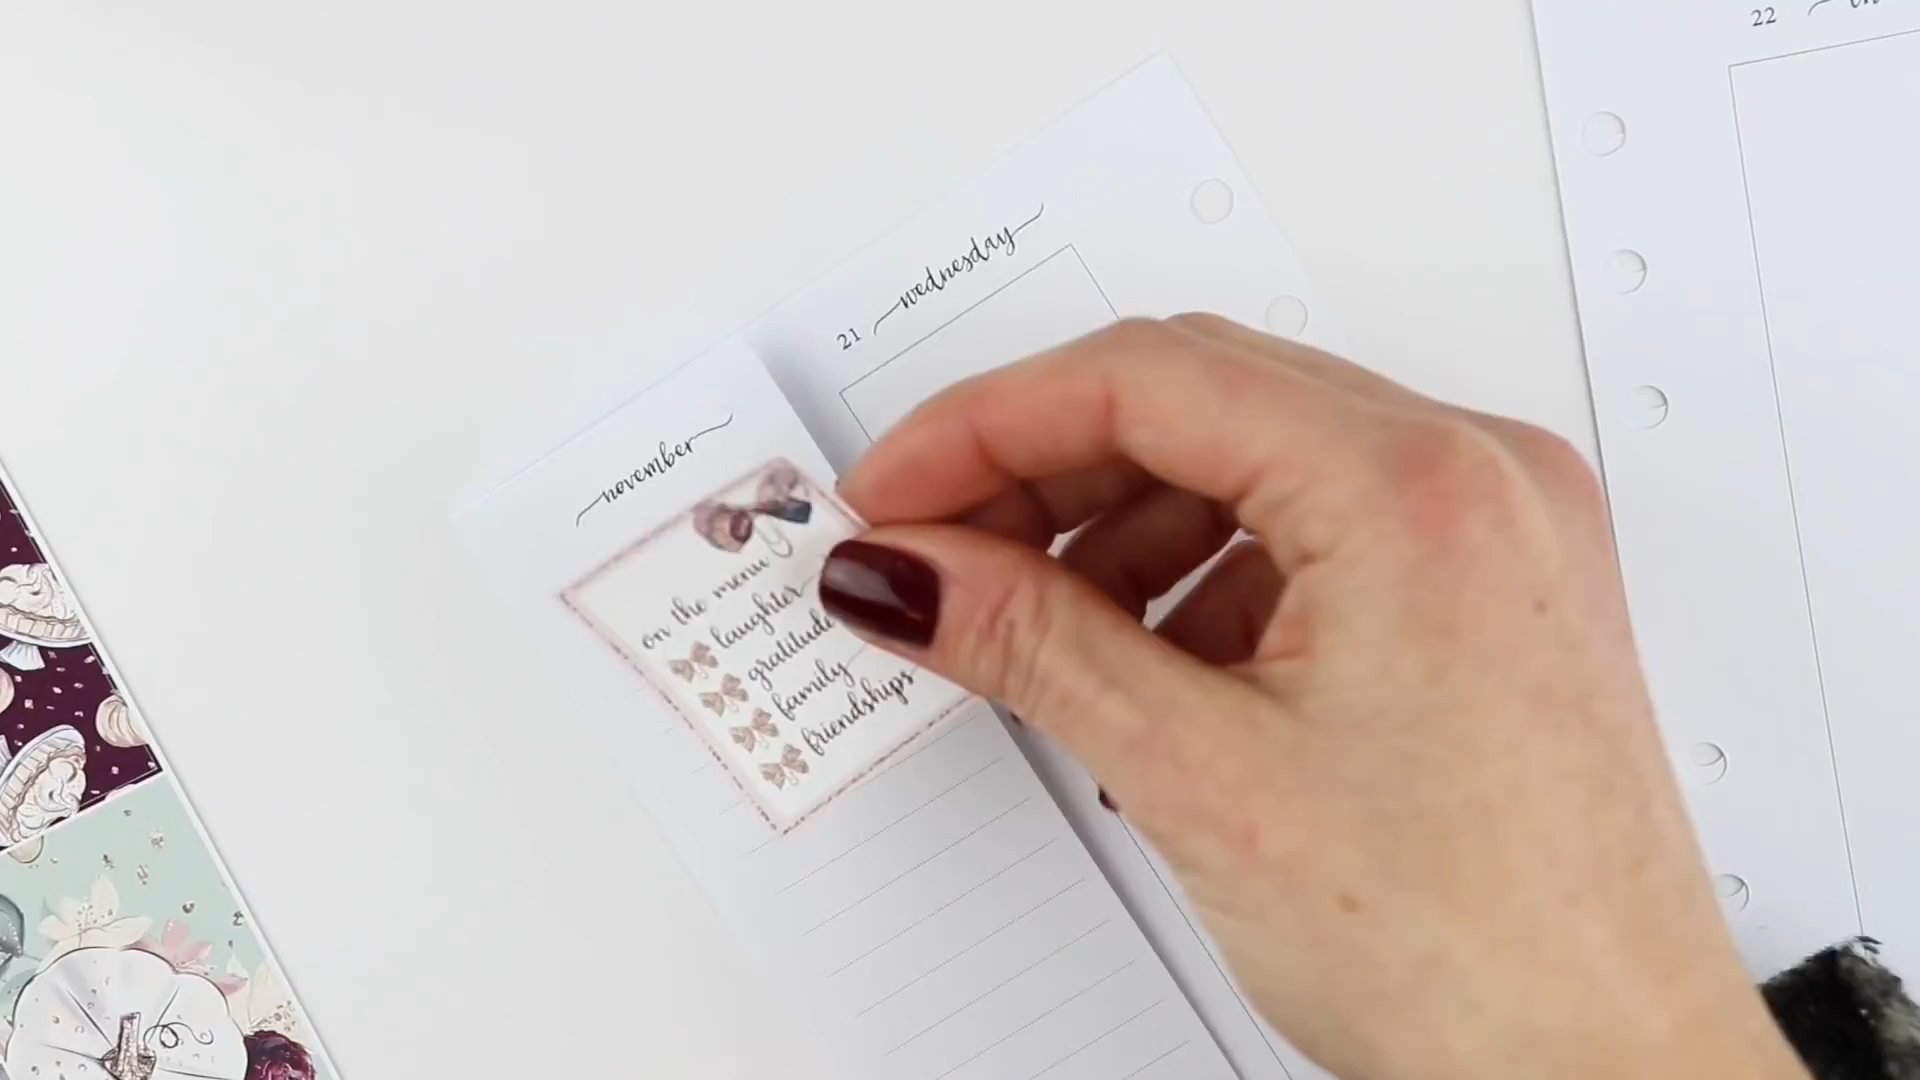 22
21 wednesday
november
on the menu
laughter
gratitude
family
friendships